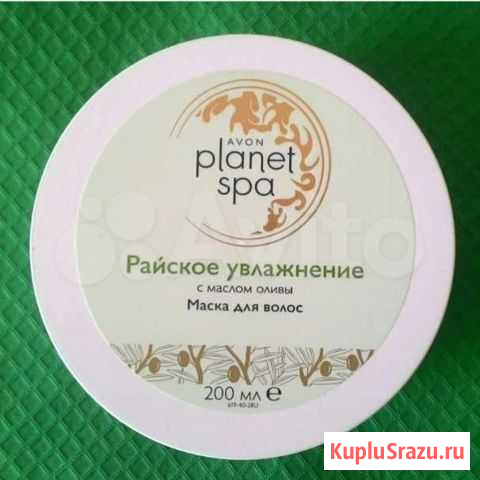 AVON
planet
spa
Avito
Райское увлажнение
с маслом оливы
Маска для волос
200 мл e
KupluSrazu.ru